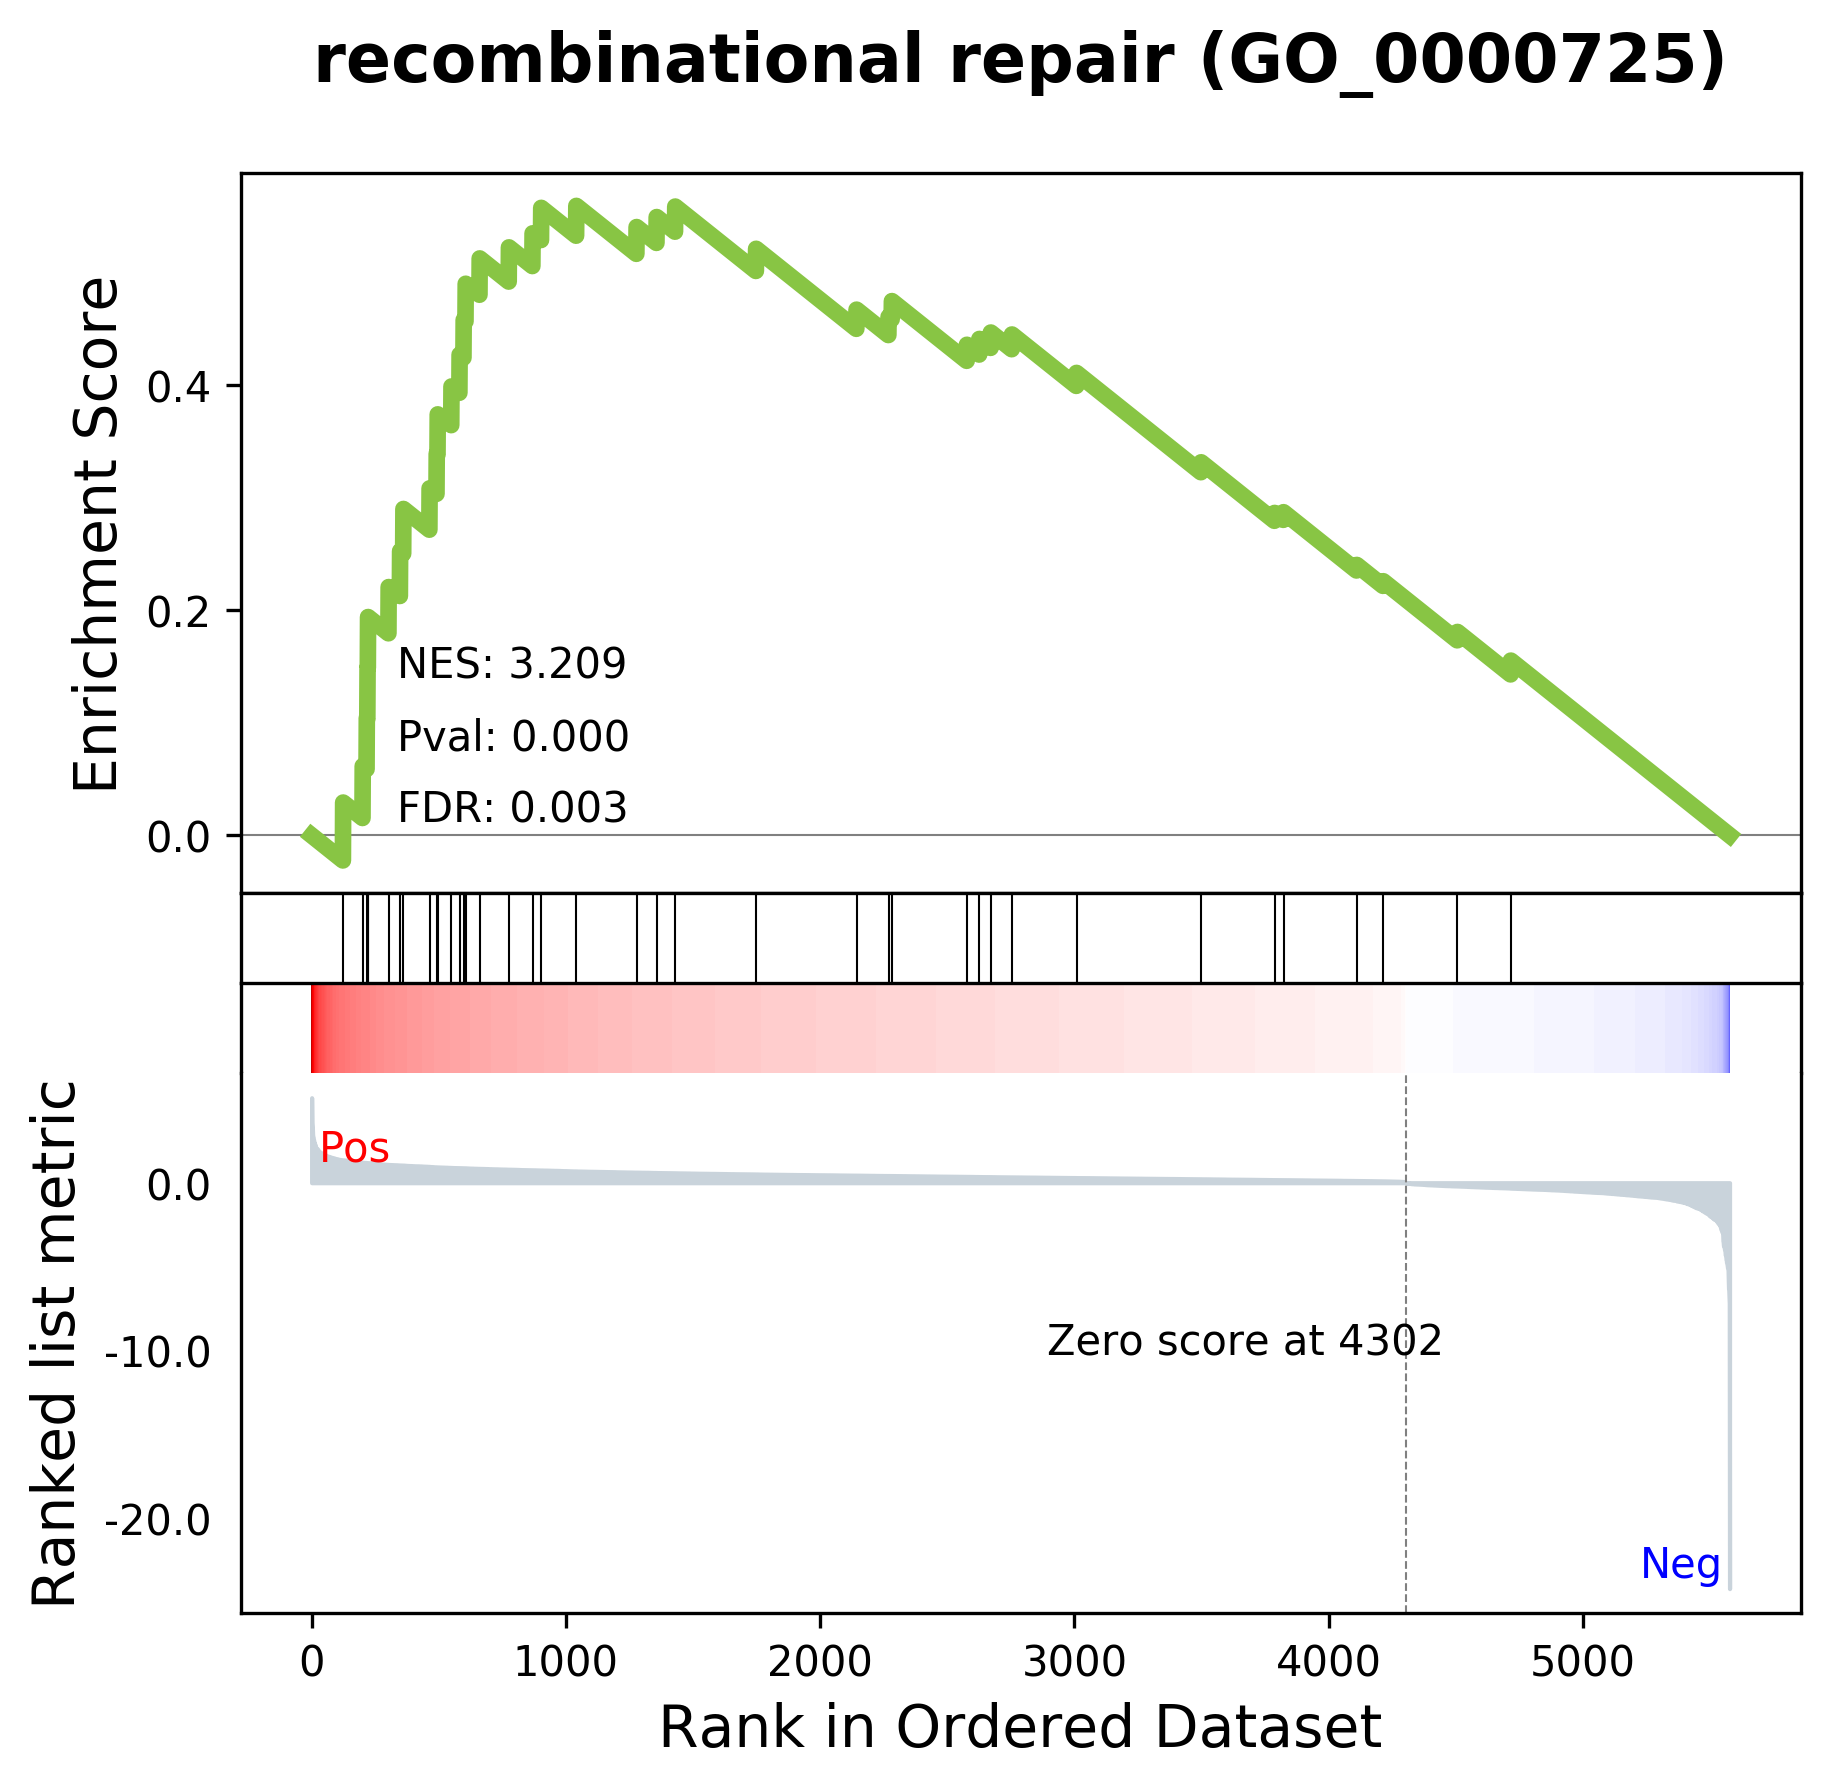 recombinational repair (GO_0000725)
Enrichment Score
0.4
0.2
0.0
NES: 3.209
Pval: 0.000
FDR: 0.003
Ranked list metric
Pos
0.0
-10.0
-20.0
Zero score at 4302
Neg
0 1000 2000 3000 4000 5000
Rank in Ordered Dataset